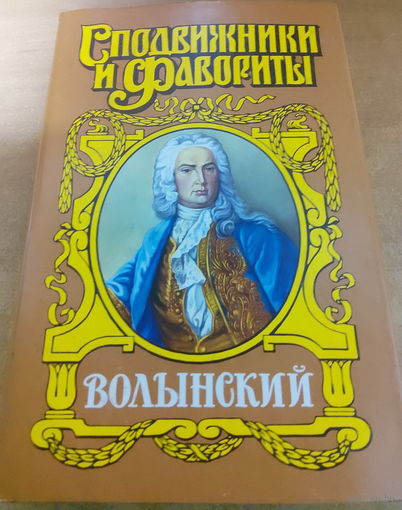 Сподвижники
и Фавориты
ВОЛЫНСКИЙ